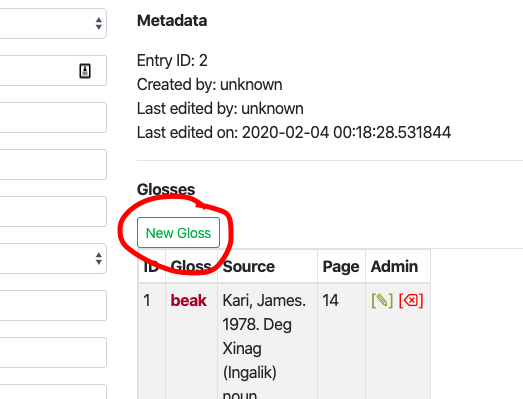 Metadata
Entry ID: 2
Created by: unknown
Last edited by: unknown
Last edited on: 2020-02-04 00:18:28.531844
Glosses
New Gloss
ID Gloss Source Page Admin
1 beak Kari, James. 14 [✎] [⌫]
1978. Deg
Xinag
(Ingalik)
noun